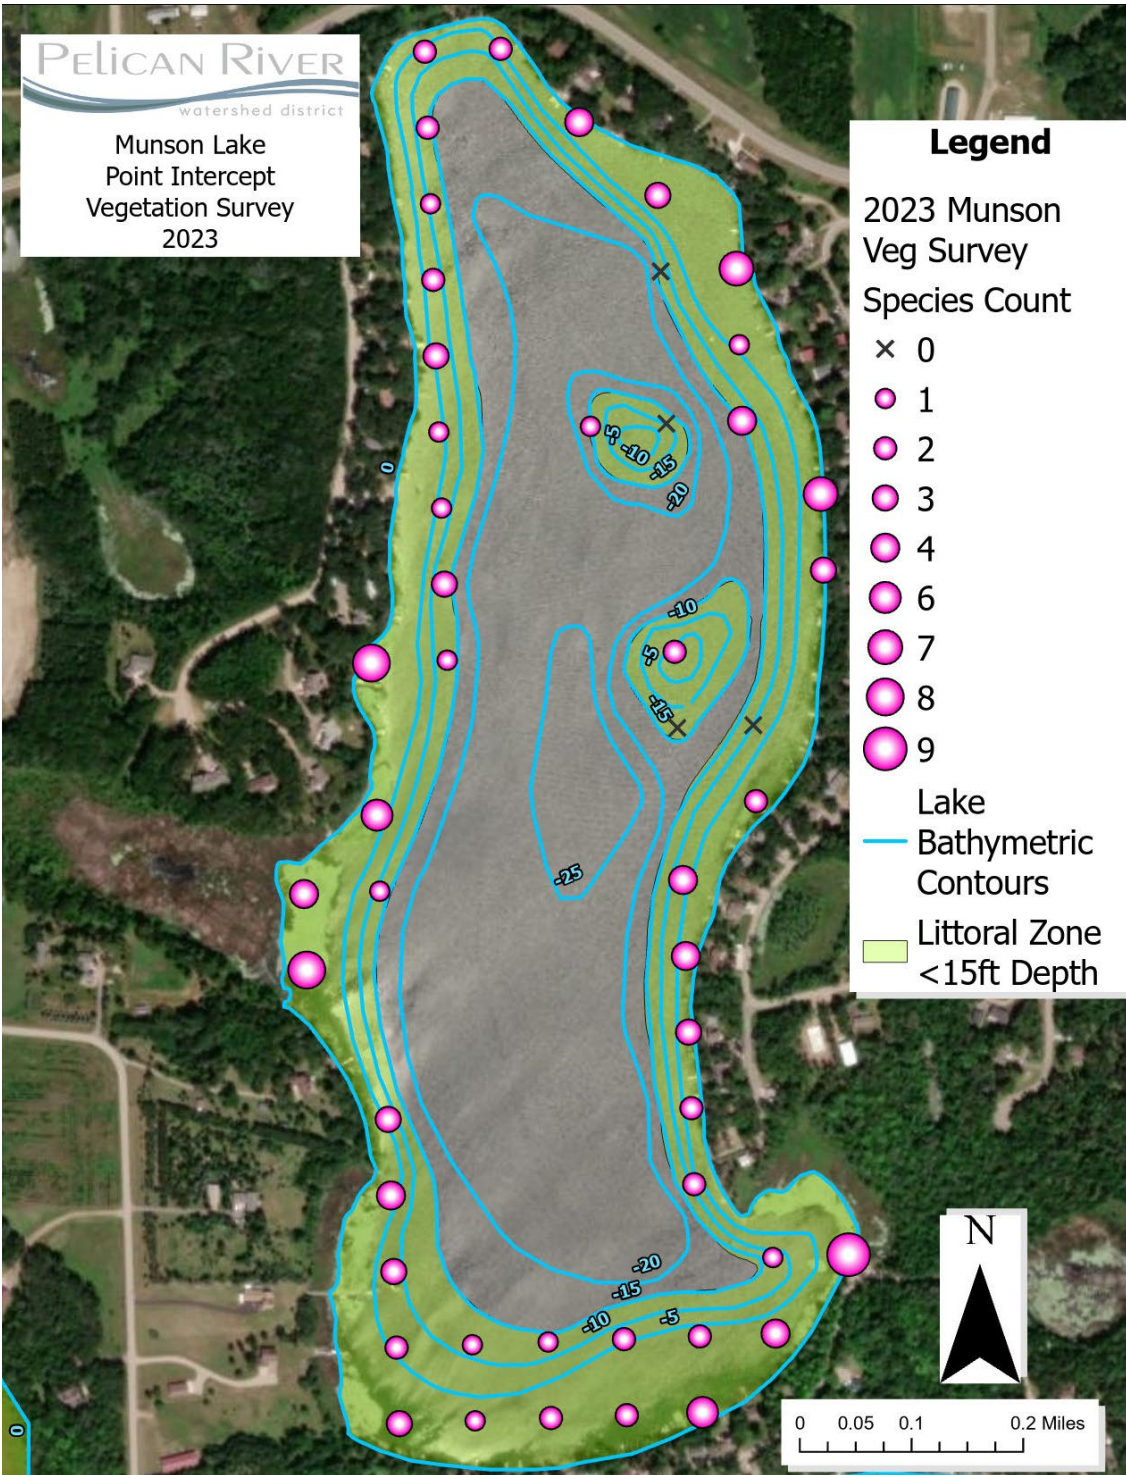 PELICAN RIVER
watershed district
Munson Lake
Point Intercept
Vegetation Survey
2023
Legend
2023 Munson
Veg Survey
Species Count
0
1
2
3
4
6
7
8
9
Lake
Bathymetric
Contours
Littoral Zone
<15ft Depth
0
-5
-10
-15
-20
-10
-5
-15
-25
-20
-15
-10
-5
0
N
0
0.05
0.1
0.2 Miles